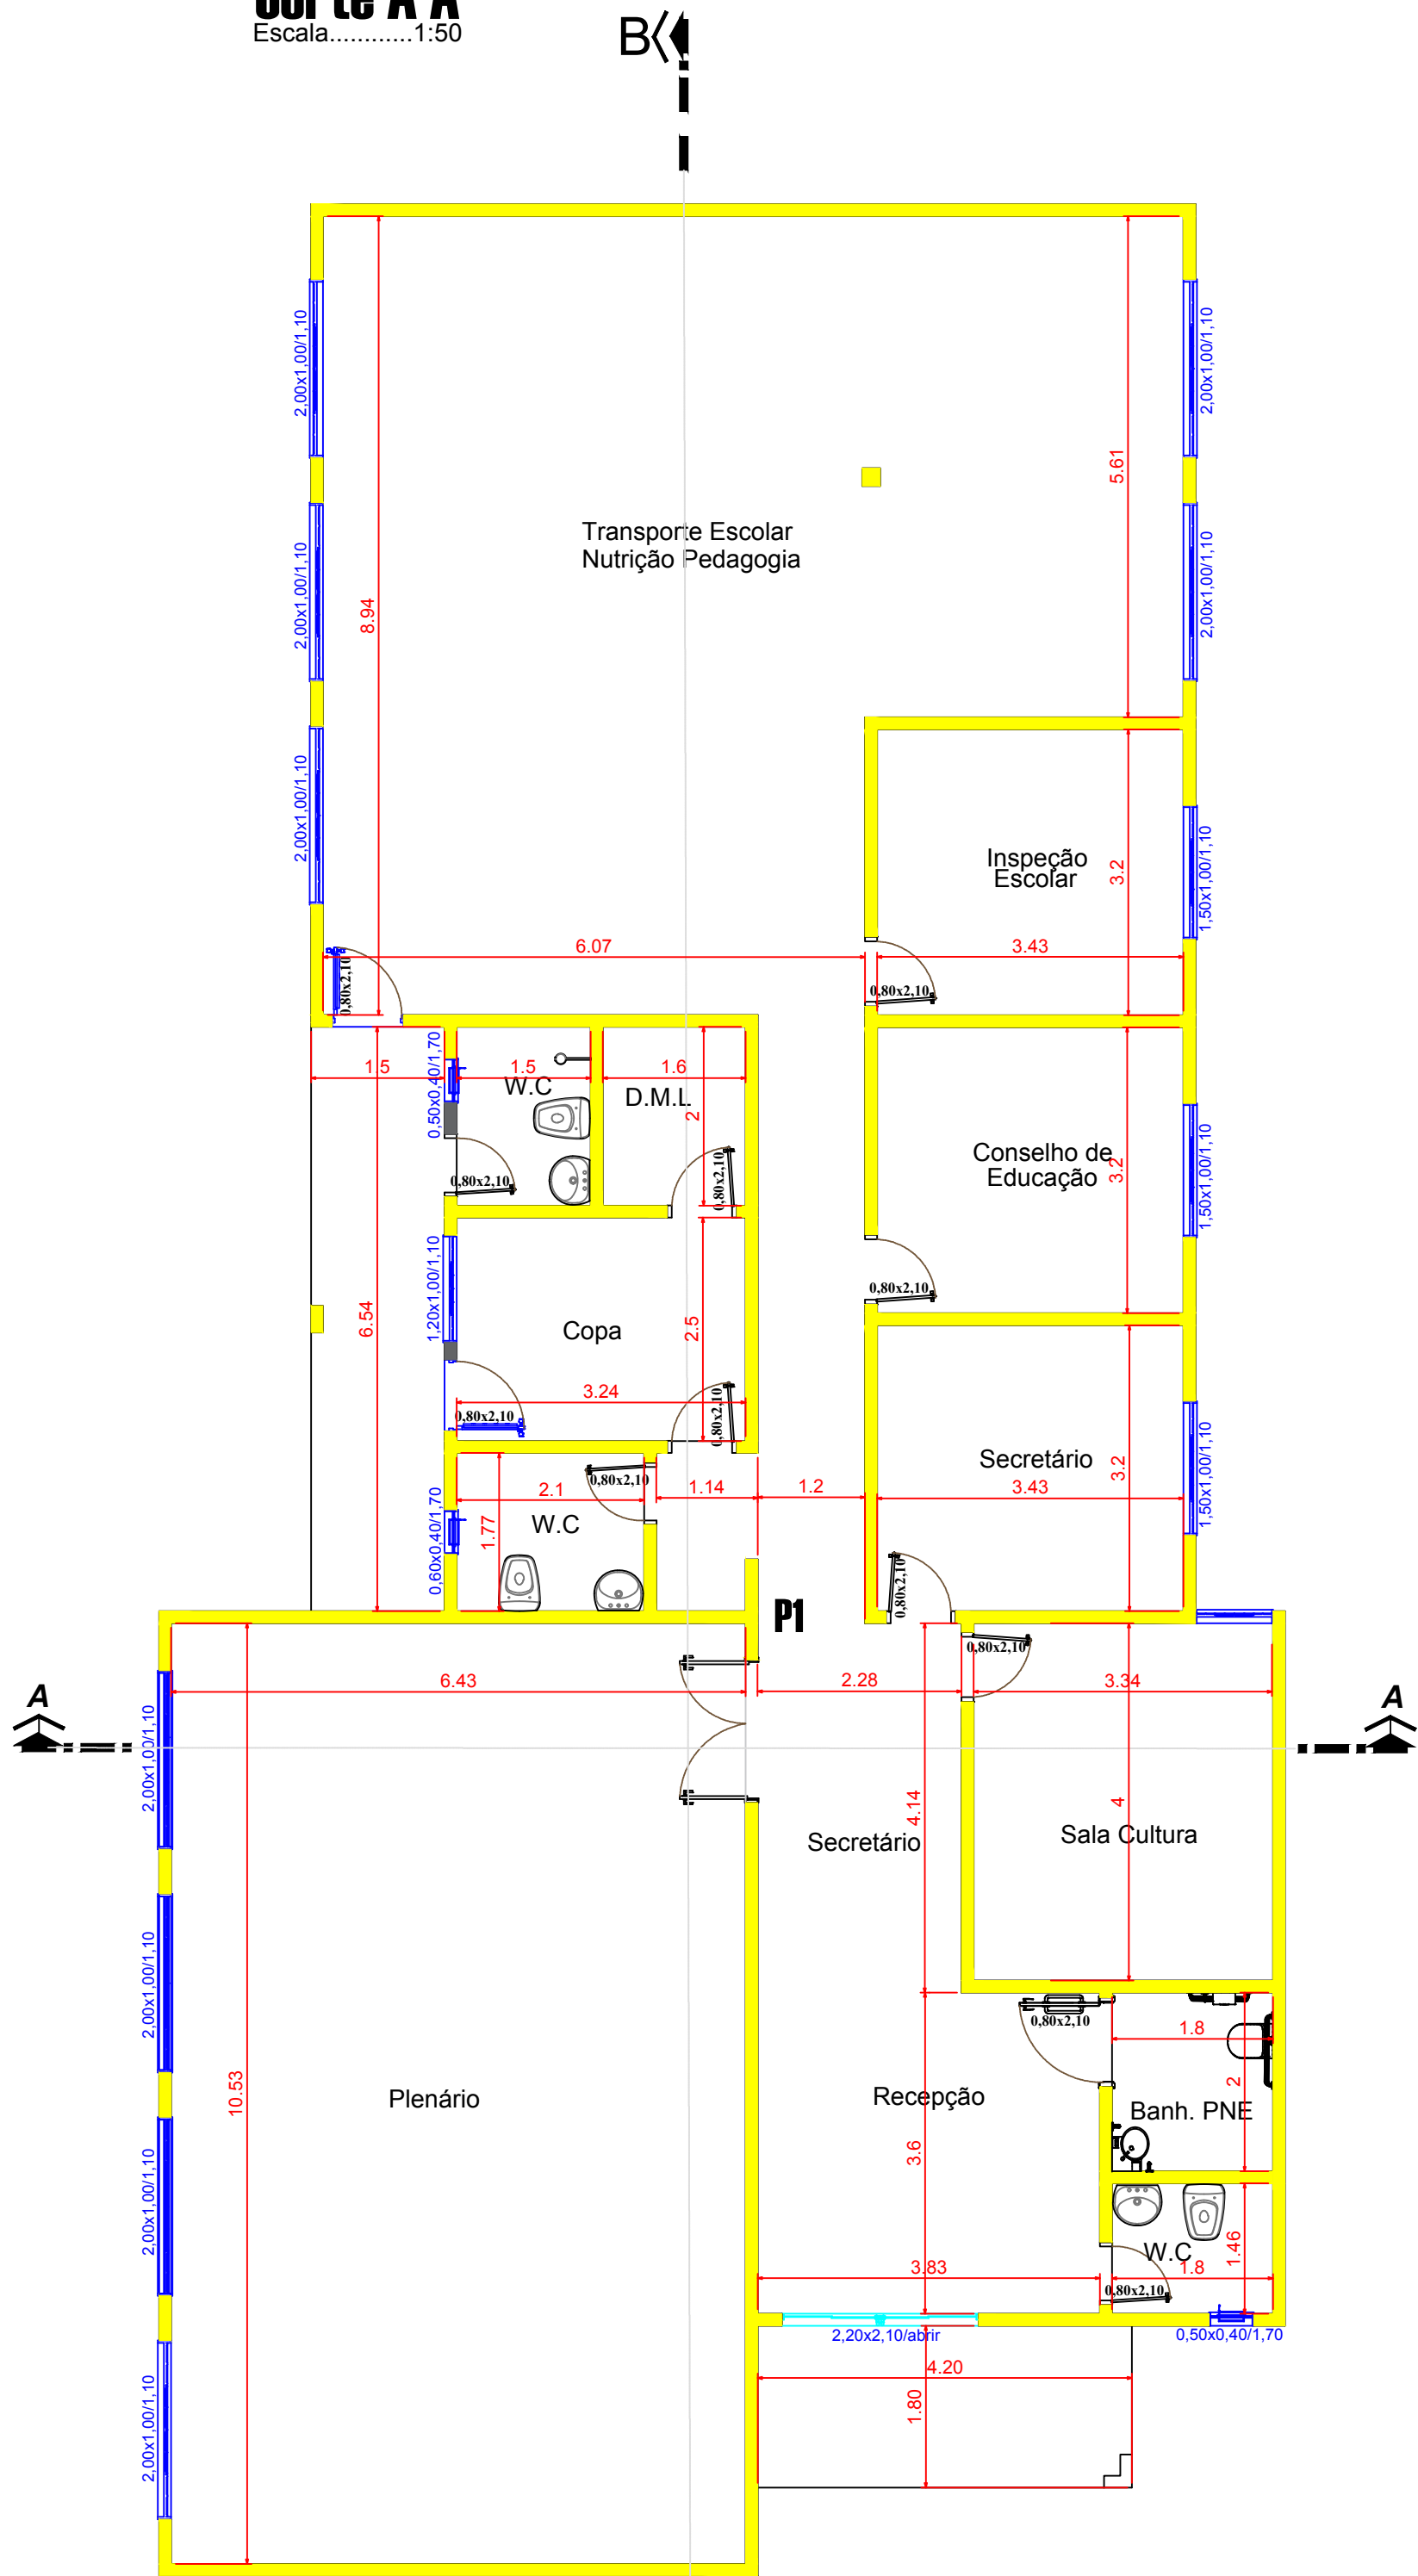 Corte A A
Escala............1:50
B
2,00x1,00/1,10
2,00x1,00/1,10
5.61
Transporte Escolar
Nutrição Pedagogia
2,00x1,00/1,10
2,00x1,00/1,10
8.94
2,00x1,00/1,10
Inspeção
Escolar
3.2
1,50x1,00/1,10
6.07
3.43
0,80x2,10
0,80x2,10
1.5
0,50x0,40/1,70
1.5
W.C
1.6
D.M.L
2
0,80x2,10
0,80x2,10
Conselho de
Educação
3.2
1,50x1,00/1,10
0,80x2,10
1,20x1,00/1,10
6.54
Copa
2.5
3.24
0,80x2,10
0,80x2,10
Secretário
3.2
3.43
1,50x1,00/1,10
0,80x2,10
2.1
1.14
1.2
0,60x0,40/1,70
1.77
W.C
0,80x2,10
P1
0,80x2,10
6.43
2.28
3.34
A
A
2,00x1,00/1,10
4.14
4
Secretário
Sala Cultura
2,00x1,00/1,10
0,80x2,10
1.8
10.53
Plenário
Recepção
2
Banh. PNE
3.6
2,00x1,00/1,10
W.C
1.46
3.83
1.8
0,80x2,10
2,20x2,10/abrir
0,50x0,40/1,70
4.20
1.80
2,00x1,00/1,10